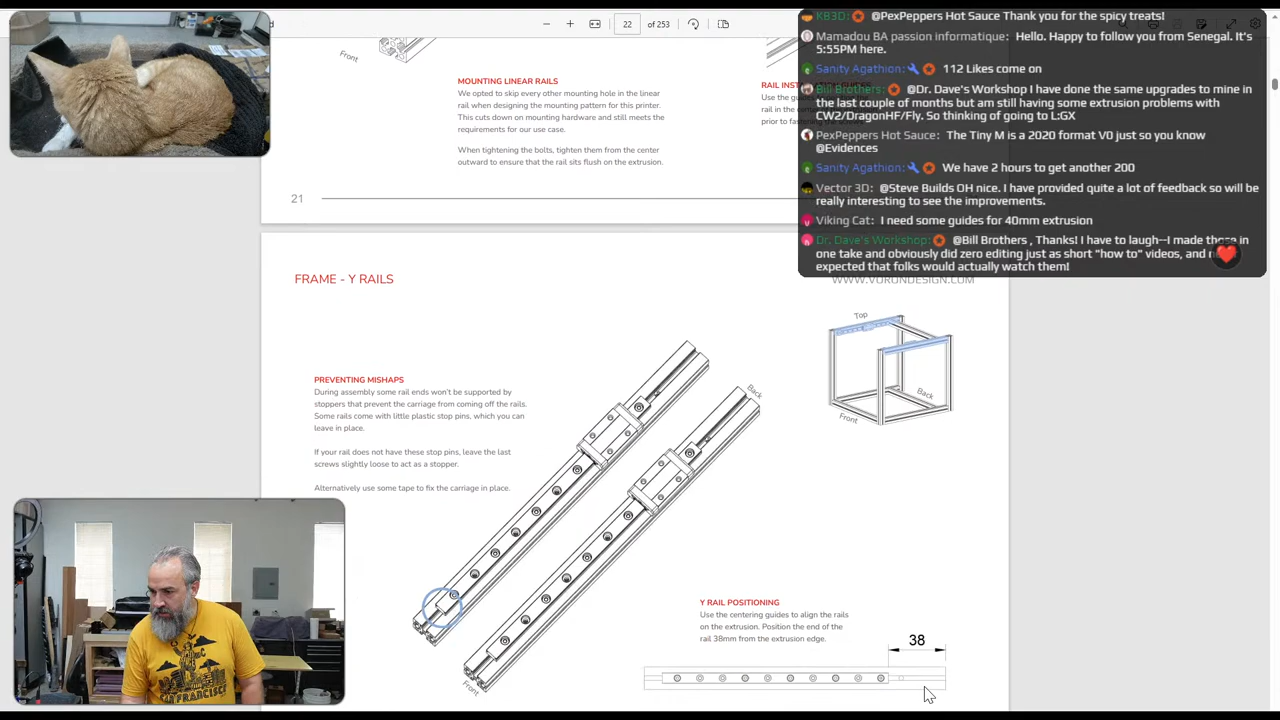 22 of 253
Front
MOUNTING LINEAR RAILS
We opted to skip every other mounting hole in the linear
rail when designing the mounting pattern for this printer.
This cuts down on mounting hardware and still meets the
requirements for our use case.
When tightening the bolts, tighten them from the center
outward to ensure that the rail sits flush on the extrusion.
RAIL
Use the
rail in the
prior to
21
K83D: @PexPeppers Hot Sauce Thank you for the spicy treats!
Mamadou BA passion informatique: Hello. Happy to follow you from Senegal. It's
5:55PM here.
Sanity Agathion: 112 Likes come on
Bill Brothers: @Dr. Dave's Workshop I have done the same upgrades to mine in
the last couple of months but am still having some extrusion problems with
CW2/DragonHF/Fly. So thinking of going to L:GX
PexPeppers Hot Sauce: The Tiny M is a 2020 format V0 just so you know
@Evidences
Sanity Agathion: We have 2 hours to get another 200
Vector 3D: @Steve Builds OH nice. I have provided quite a lot of feedback so will be
really interesting to see the improvements.
Viking Cat: I need some guides for 40mm extrusion
Dr. Dave's Workshop: @Bill Brothers , Thanks! I have to laugh--I made those in
one take and obviously did zero editing just as short "how to" videos, and
expected that folks would actually watch them!
FRAME - Y RAILS
WWW.VORONDESIGN.COM
PREVENTING MISHAPS
During assembly some rail ends won't be supported by
stoppers that prevent the carriage from coming off the rails.
Some rails come with little plastic stop pins, which you can
leave in place.
If your rail does not have these stop pins, leave the last
screws slightly loose to act as a stopper.
Alternatively use some tape to fix the carriage in place.
Back
Front
Top
Back
Front
Y RAIL POSITIONING
Use the centering guides to align the rails
on the extrusion. Position the end of the
rail 38mm from the extrusion edge.
38